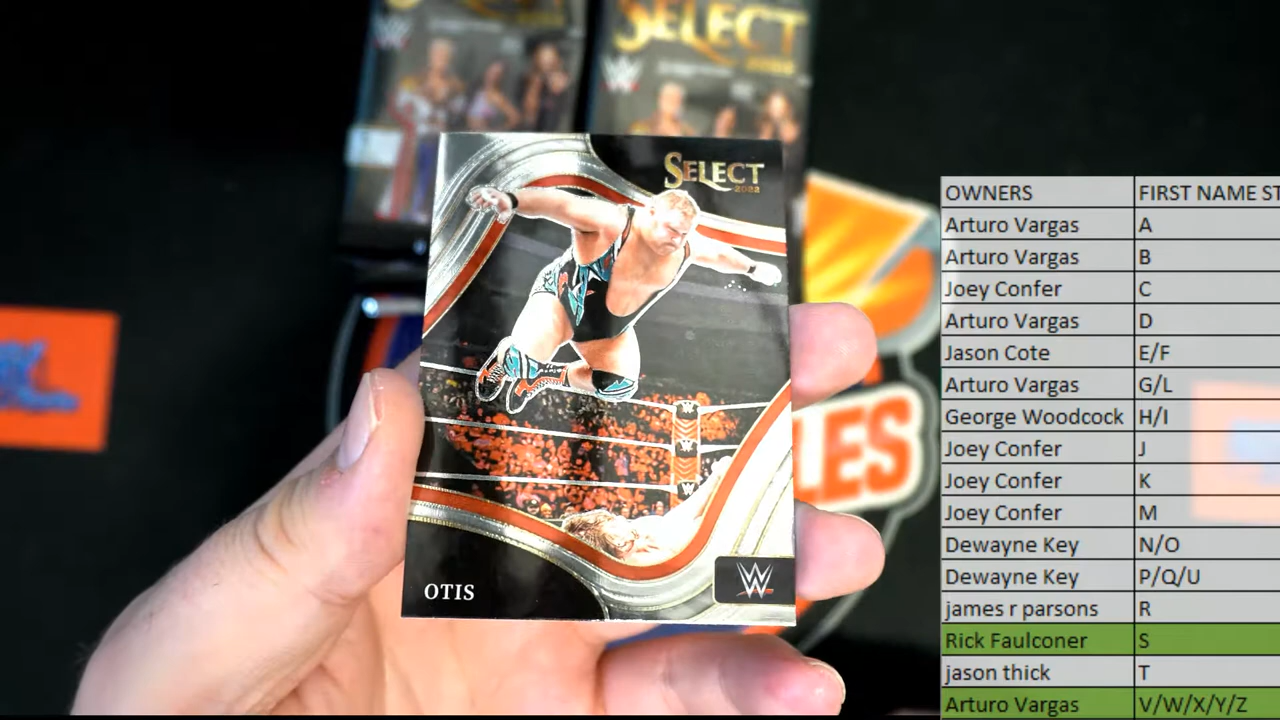 SELECT
2022
SELECT
2022
OTIS
LES
OWNERS FIRST NAME ST
Arturo Vargas A
Arturo Vargas B
Joey Confer C
Arturo Vargas D
Jason Cote E/F
Arturo Vargas G/L
George Woodcock H/I
Joey Confer J
Joey Confer K
Joey Confer M
Dewayne Key N/O
Dewayne Key P/Q/U
james r parsons R
Rick Faulconer S
jason thick T
Arturo Vargas V/W/X/Y/Z